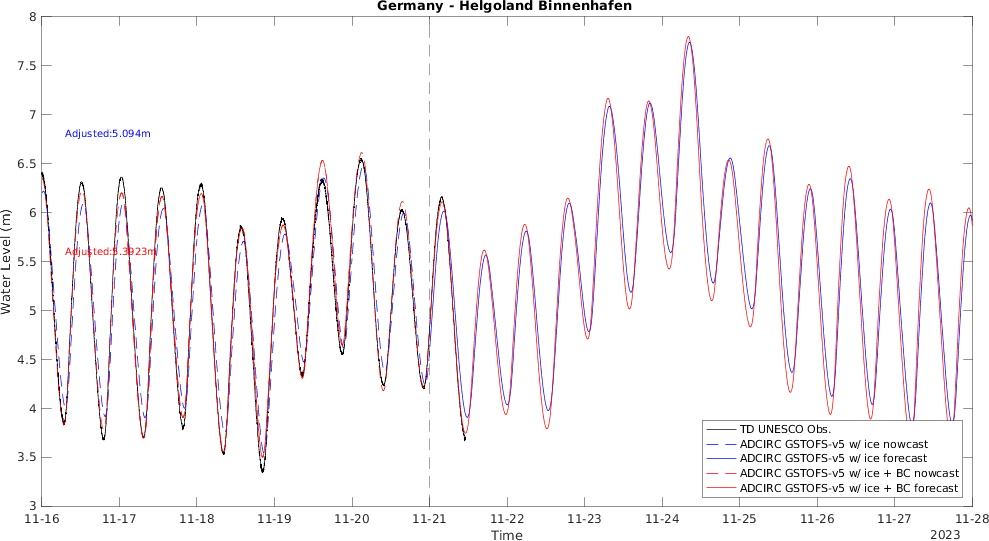 Germany - Helgoland Binnenhafen
8
7.5
7
6.5
6
5.5
5
4.5
4
3.5
3
Water Level (m)
Adjusted:5.094m
Adjusted:5.3923m
TD UNESCO Obs.
ADCIRC GSTOFS-v5 w/ ice nowcast
ADCIRC GSTOFS-v5 w/ ice forecast
ADCIRC GSTOFS-v5 w/ ice + BC nowcast
ADCIRC GSTOFS-v5 w/ ice + BC forecast
11-16 11-17 11-18 11-19 11-20 11-21 11-22 11-23 11-24 11-25 11-26 11-27 11-28
Time
2023